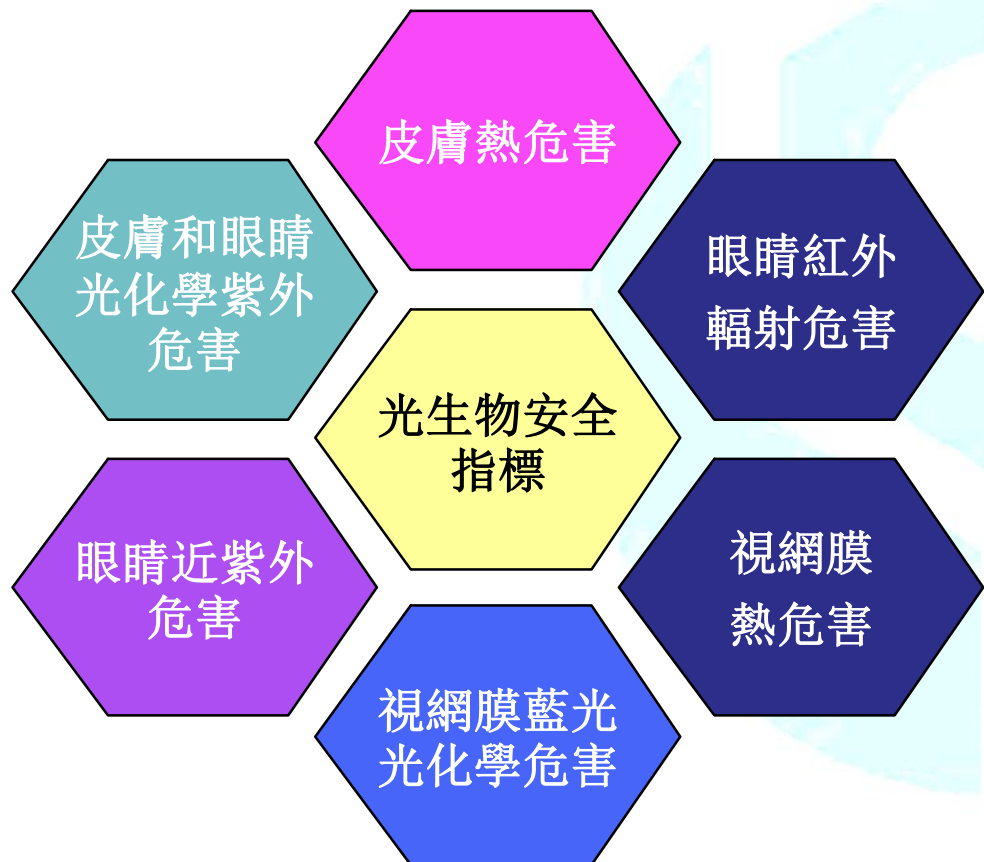 皮膚熱危害
皮膚和眼睛
光化學紫外
危害
眼睛紅外
輻射危害
光生物安全
指標
眼睛近紫外
危害
視網膜
熱危害
視網膜藍光
光化學危害